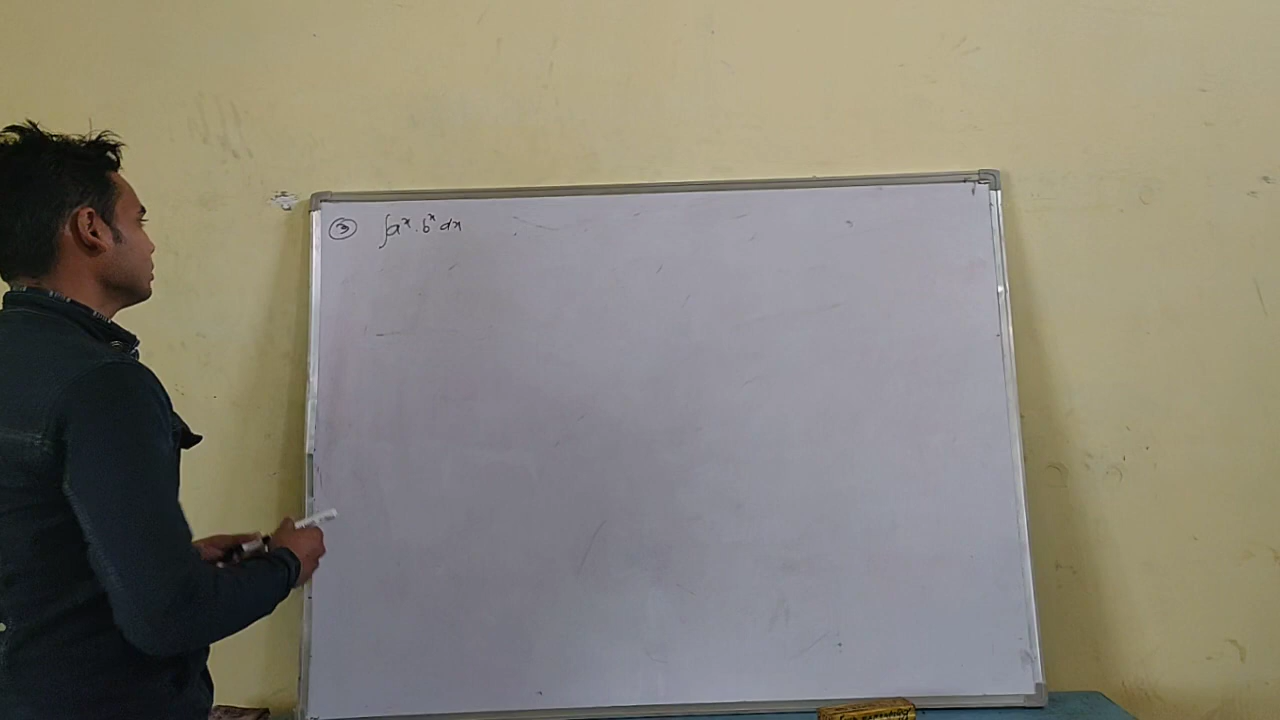 ③ ∫aˣ.bˣ dx